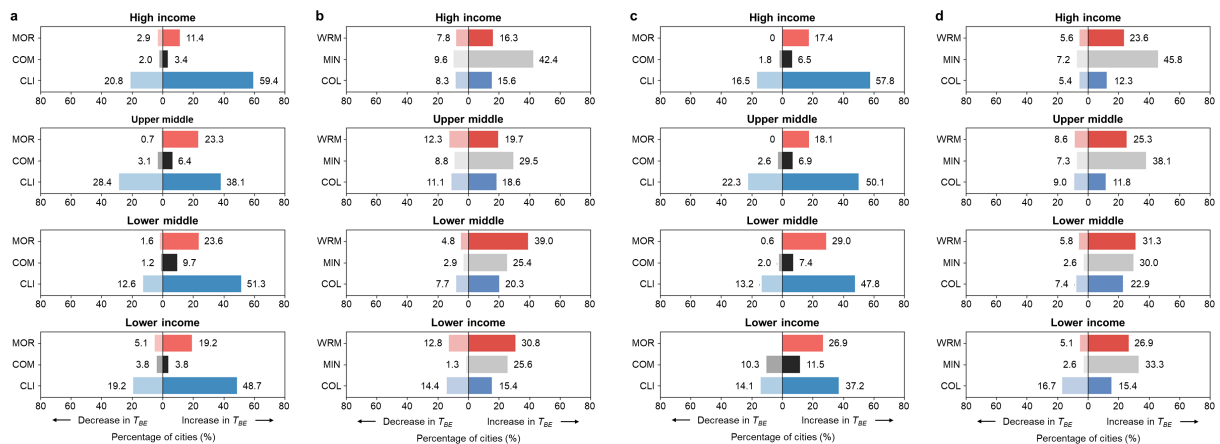 a
High income
MOR 2.9 11.4
COM 2.0 3.4
CLI 20.8 59.4
80 60 40 20 0 20 40 60 80
Upper middle
MOR 0.7 23.3
COM 3.1 6.4
CLI 28.4 38.1
80 60 40 20 0 20 40 60 80
Lower middle
MOR 1.6 23.6
COM 1.2 9.7
CLI 12.6 51.3
80 60 40 20 0 20 40 60 80
Lower income
MOR 5.1 19.2
COM 3.8 3.8
CLI 19.2 48.7
80 60 40 20 0 20 40 60 80
Decrease in T_BE Increase in T_BE
Percentage of cities (%)
b
High income
WRM 7.8 16.3
MIN 9.6 42.4
COL 8.3 15.6
80 60 40 20 0 20 40 60 80
Upper middle
WRM 12.3 19.7
MIN 8.8 29.5
COL 11.1 18.6
80 60 40 20 0 20 40 60 80
Lower middle
WRM 4.8 39.0
MIN 2.9 25.4
COL 7.7 20.3
80 60 40 20 0 20 40 60 80
Lower income
WRM 12.8 30.8
MIN 1.3 25.6
COL 14.4 15.4
80 60 40 20 0 20 40 60 80
Decrease in T_BE Increase in T_BE
Percentage of cities (%)
c
High income
MOR 0 17.4
COM 1.8 6.5
CLI 16.5 57.8
80 60 40 20 0 20 40 60 80
Upper middle
MOR 0 18.1
COM 2.6 6.9
CLI 22.3 50.1
80 60 40 20 0 20 40 60 80
Lower middle
MOR 0.6 29.0
COM 2.0 7.4
CLI 13.2 47.8
80 60 40 20 0 20 40 60 80
Lower income
MOR 26.9
COM 10.3 11.5
CLI 14.1 37.2
80 60 40 20 0 20 40 60 80
Decrease in T_BE Increase in T_BE
Percentage of cities (%)
d
High income
WRM 5.6 23.6
MIN 7.2 45.8
COL 5.4 12.3
80 60 40 20 0 20 40 60 80
Upper middle
WRM 8.6 25.3
MIN 7.3 38.1
COL 9.0 11.8
80 60 40 20 0 20 40 60 80
Lower middle
WRM 5.8 31.3
MIN 2.6 30.0
COL 7.4 22.9
80 60 40 20 0 20 40 60 80
Lower income
WRM 5.1 26.9
MIN 2.6 33.3
COL 16.7 15.4
80 60 40 20 0 20 40 60 80
Decrease in T_BE Increase in T_BE
Percentage of cities (%)